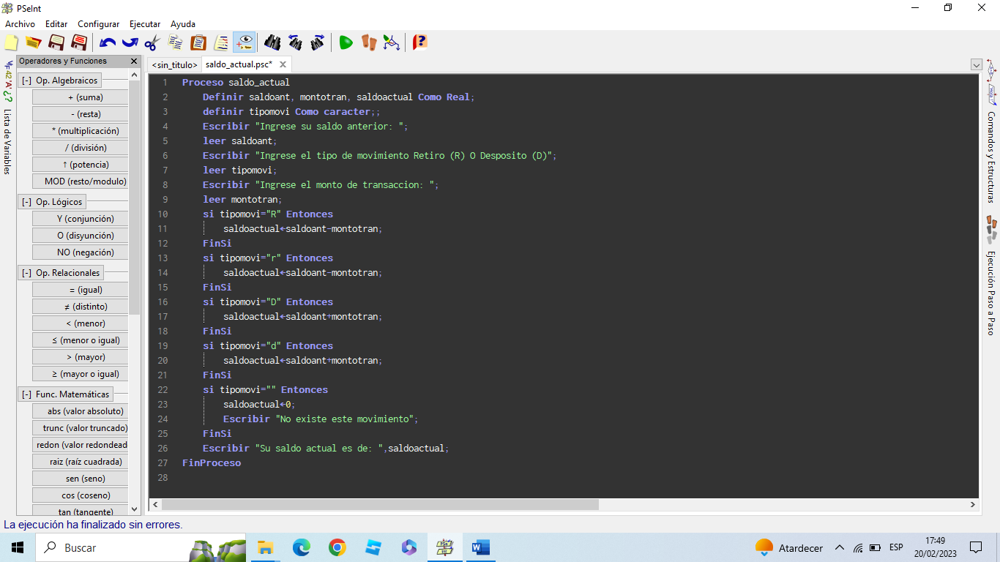 PSeInt
Archivo Editar Configurar Ejecutar Ayuda
Operadores y Funciones
<sin_titulo> saldo_actual.psc*
42 'A' ¿?
Lista de Variables
[-] Op. Algebraicos
+ (suma)
- (resta)
* (multiplicación)
/ (división)
↑ (potencia)
MOD (resto/modulo)
[-] Op. Lógicos
Y (conjunción)
O (disyunción)
NO (negación)
[-] Op. Relacionales
= (igual)
≠ (distinto)
< (menor)
≤ (menor o igual)
> (mayor)
≥ (mayor o igual)
[-] Func. Matemáticas
abs (valor absoluto)
trunc (valor truncado)
redon (valor redondead
raiz (raíz cuadrada)
sen (seno)
cos (coseno)
tan (tangente)
1 Proceso saldo_actual
2 Definir saldoant, montotran, saldoactual Como Real;
3 definir tipomovi Como caracter;;
4 Escribir "Ingrese su saldo anterior: ";
5 leer saldoant;
6 Escribir "Ingrese el tipo de movimiento Retiro (R) O Desposito (D)";
7 leer tipomovi;
8 Escribir "Ingrese el monto de transaccion: ";
9 leer montotran;
10 si tipomovi="R" Entonces
11 saldoactual←saldoant-montotran;
12 FinSi
13 si tipomovi="r" Entonces
14 saldoactual←saldoant-montotran;
15 FinSi
16 si tipomovi="D" Entonces
17 saldoactual←saldoant+montotran;
18 FinSi
19 si tipomovi="d" Entonces
20 saldoactual←saldoant+montotran;
21 FinSi
22 si tipomovi="" Entonces
23 saldoactual←0;
24 Escribir "No existe este movimiento";
25 FinSi
26 Escribir "Su saldo actual es de: ",saldoactual;
27 FinProceso
28
Comandos y Estructuras
Ejecución Paso a Paso
La ejecución ha finalizado sin errores.
Buscar
Atardecer
ESP
17:49
20/02/2023